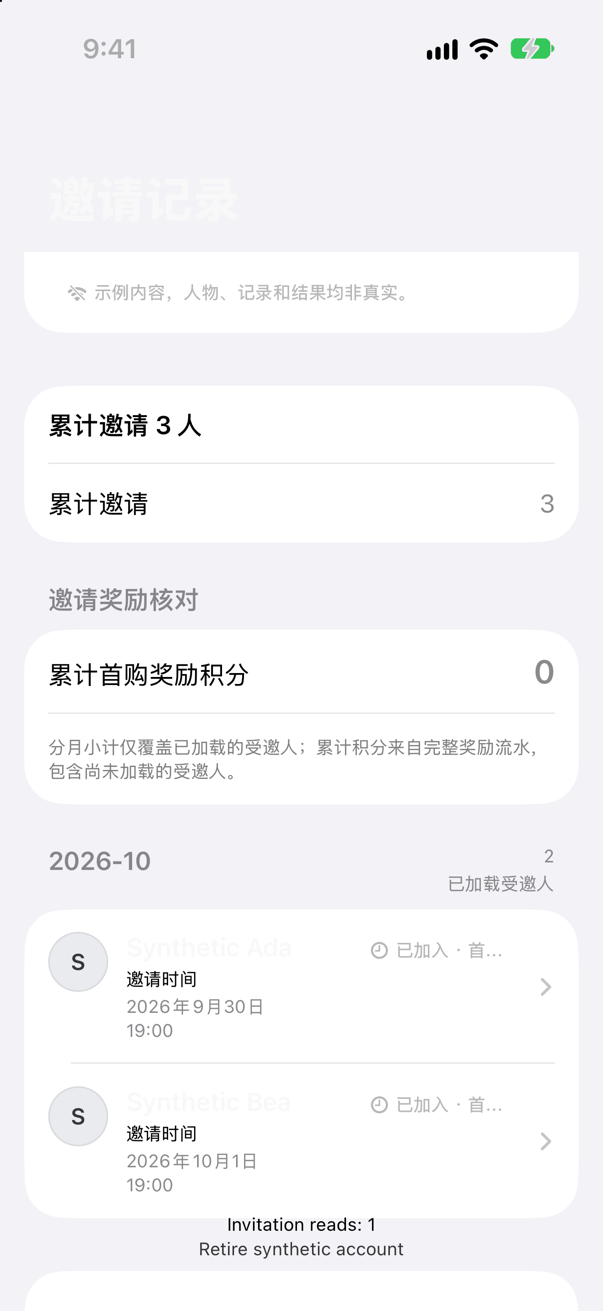 9:41
邀请记录
示例内容，人物、记录和结果均非真实。
累计邀请 3 人
累计邀请
3
邀请奖励核对
累计首购奖励积分
0
分月小计仅覆盖已加载的受邀人；累计积分来自完整奖励流水，
包含尚未加载的受邀人。
2026-10
2
已加载受邀人
S
Synthetic Ada
已加入 · 首…
邀请时间
2026年9月30日
19:00
S
Synthetic Bea
已加入 · 首…
邀请时间
2026年10月1日
19:00
Invitation reads: 1
Retire synthetic account